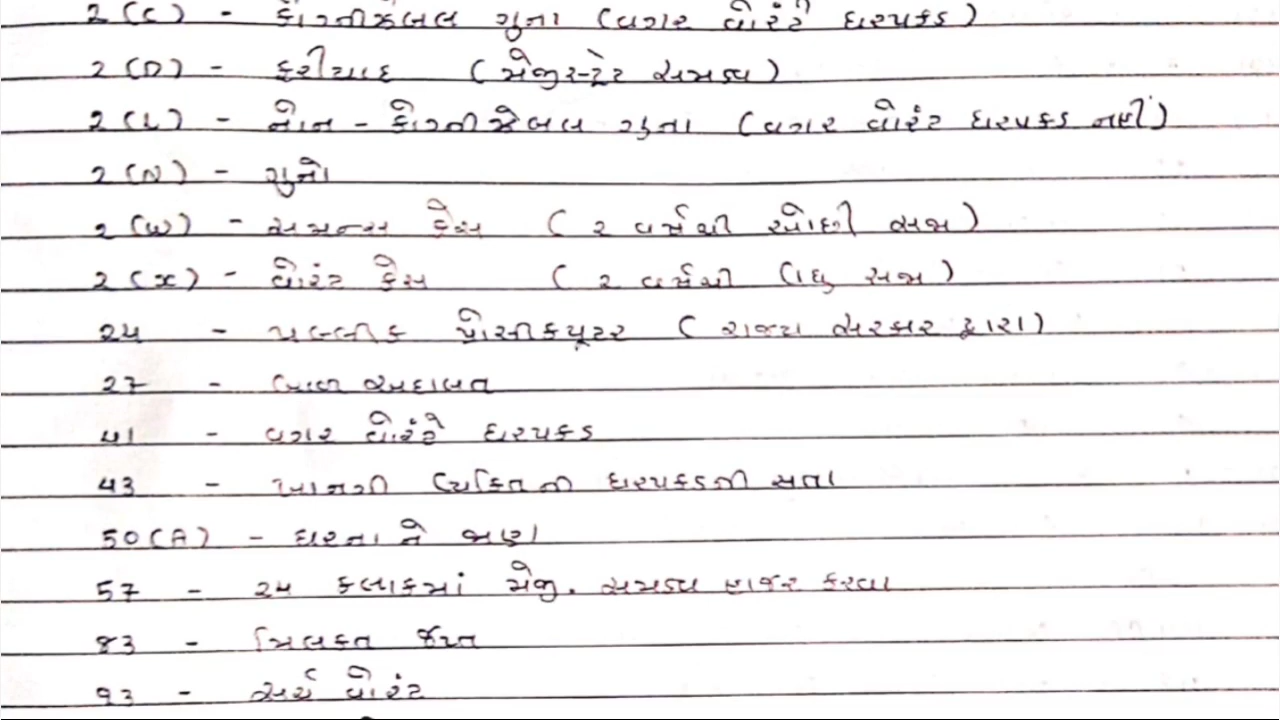 2(C) - કોગ્નીઝેબલ ગુના (વગર વોરંટે ધરપકડ)
2(D) - ફરીયાદ (મેજીસ્ટ્રેટ સમક્ષ)
2(L) - નોન - કોગ્નીઝેબલ ગુના (વગર વોરંટ ધરપકડ નહીં)
2(N) - ગુનો
2(W) - સમન્સ કેસ (2 વર્ષથી ઓછી સજા)
2(X) - વોરંટ કેસ (2 વર્ષથી વધુ સજા)
24 - પબ્લીક પ્રોસીક્યૂટર (રાજ્ય સરકાર દ્વારા)
27 - બાળ અદાલત
41 - વગર વોરંટે ધરપકડ
43 - ખાનગી વ્યકિતની ધરપકડની સતા
50(A) - ઘરના ને જાણ
57 - 24 કલાકમાં મેજી. સમક્ષ હાજર કરવા
83 - મિલકત જપ્ત
93 - સર્ચ વોરંટ